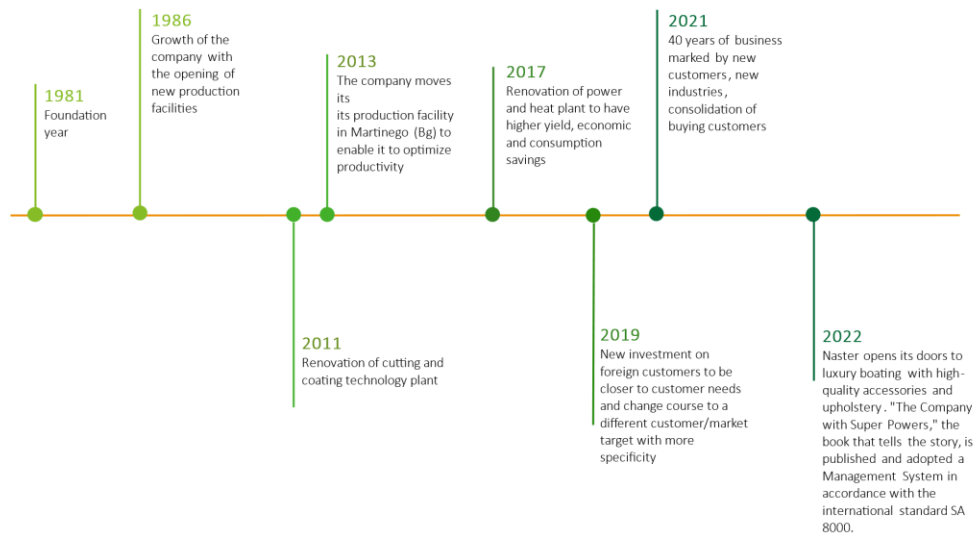 1981
Foundation
year
1986
Growth of the
company with
the opening of
new production
facilities
2011
Renovation of cutting and
coating technology plant
2013
The company moves
its
its production facility
in Martinego (Bg) to
enable it to optimize
productivity
2017
Renovation of power
and heat plant to have
higher yield, economic
and consumption
savings
2019
New investment on
foreign customers to be
closer to customer needs
and change course to a
different customer/market
target with more
specificity
2021
40 years of business
marked by new
customers, new
industries,
consolidation of
buying customers
2022
Naster opens its doors to
luxury boating with high-
quality accessories and
upholstery. "The Company
with Super Powers," the
book that tells the story, is
published and adopted a
Management System in
accordance with the
international standard SA
8000.